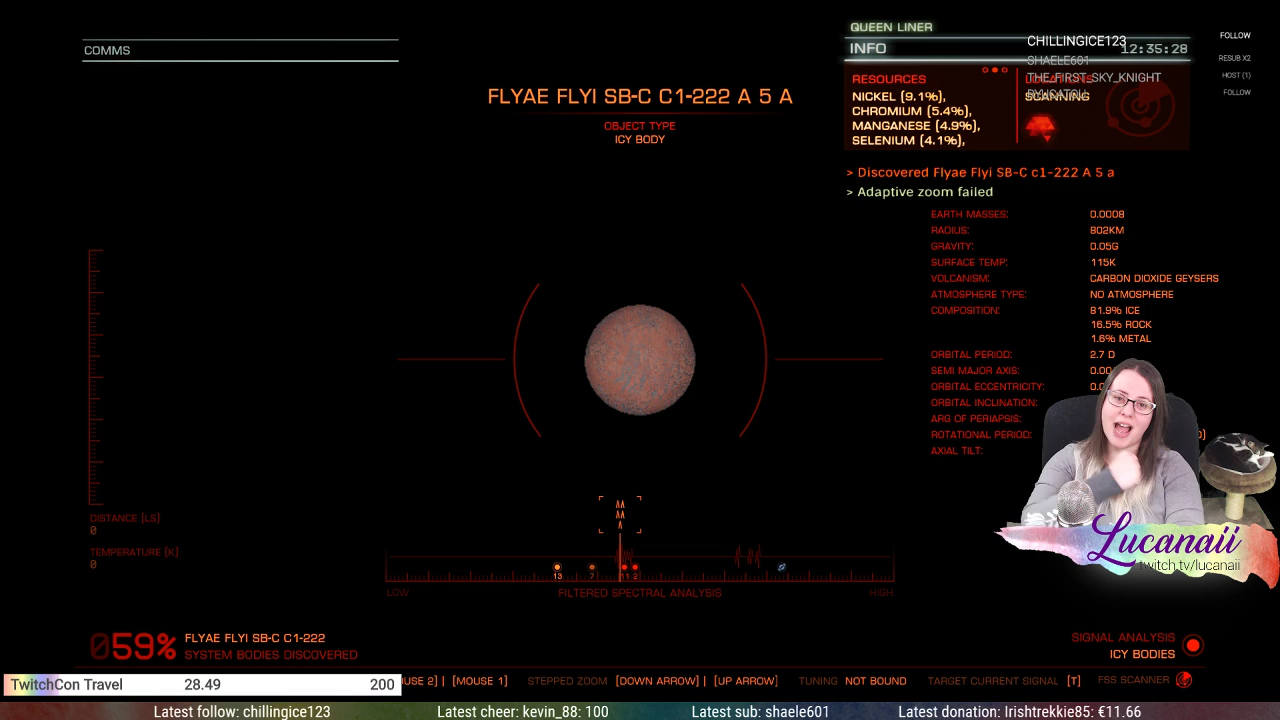 COMMS
QUEEN LINER
INFO
12:35:28
CHILLINGICE123
FOLLOW
SHAELE601
RESUB X2
THE_FIRST_SKY_KNIGHT
HOST (1)
FOLLOW
RESOURCES
NICKEL (9.1%),
CHROMIUM (5.4%),
MANGANESE (4.9%),
SELENIUM (4.1%),
SCANNING
FLYAE FLYI SB-C C1-222 A 5 A
OBJECT TYPE
ICY BODY
> Discovered Flyae Flyi SB-C c1-222 A 5 a
> Adaptive zoom failed
EARTH MASSES: 0.0008
RADIUS: 802KM
GRAVITY: 0.05G
SURFACE TEMP: 115K
VOLCANISM: CARBON DIOXIDE GEYSERS
ATMOSPHERE TYPE: NO ATMOSPHERE
COMPOSITION: 81.9% ICE
16.5% ROCK
1.6% METAL
ORBITAL PERIOD: 2.7 D
SEMI MAJOR AXIS: 0.00
ORBITAL ECCENTRICITY:
ORBITAL INCLINATION:
ARG OF PERIAPSIS:
ROTATIONAL PERIOD:
AXIAL TILT:
DISTANCE (LS)
0
TEMPERATURE (K)
0
13 7 11 2
LOW FILTERED SPECTRAL ANALYSIS HIGH
Lucanaii
twitch.tv/lucanaii
059% FLYAE FLYI SB-C C1-222
SYSTEM BODIES DISCOVERED
SIGNAL ANALYSIS
ICY BODIES
TwitchCon Travel 28.49 200
2] | [MOUSE 1] STEPPED ZOOM [DOWN ARROW] | [UP ARROW] TUNING NOT BOUND TARGET CURRENT SIGNAL [T] FSS SCANNER
Latest follow: chillingice123 Latest cheer: kevin_88: 100 Latest sub: shaele601 Latest donation: Irishtrekkie85: €11.66